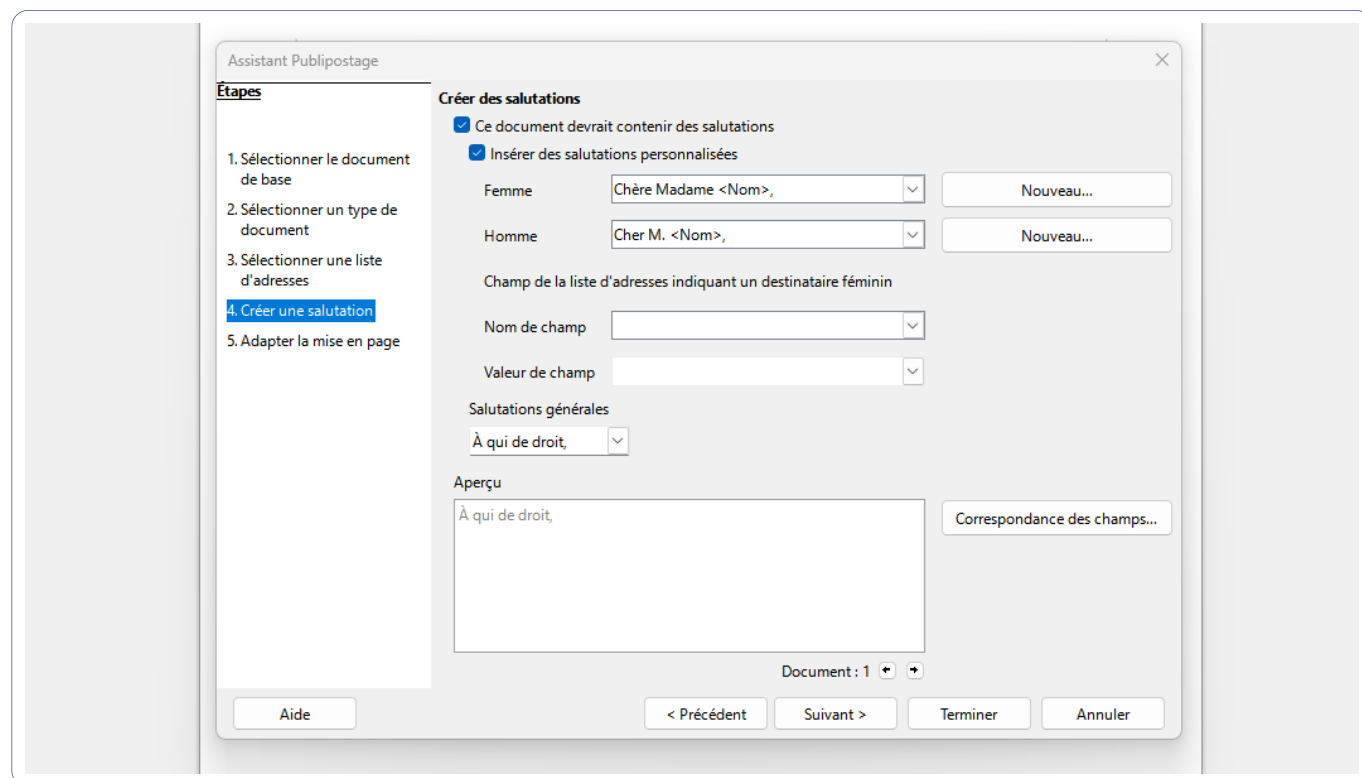 Assistant Publipostage
Étapes
1. Sélectionner le document
de base
2. Sélectionner un type de
document
3. Sélectionner une liste
d'adresses
4. Créer une salutation
5. Adapter la mise en page
Créer des salutations
Ce document devrait contenir des salutations
Insérer des salutations personnalisées
Femme Chère Madame <Nom>, Nouveau...
Homme Cher M. <Nom>, Nouveau...
Champ de la liste d'adresses indiquant un destinataire féminin
Nom de champ
Valeur de champ
Salutations générales
À qui de droit,
Aperçu
À qui de droit,
Correspondance des champs...
Document : 1
Aide < Précédent Suivant > Terminer Annuler